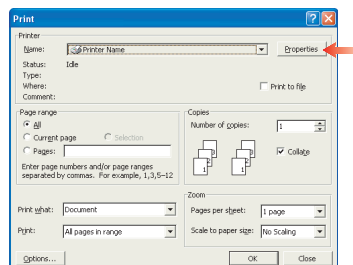 Print
Printer
Name: Printer Name Properties
Status: Idle
Type:
Where: Print to file
Comment:
Page range
All
Current page Selection
Pages:
Enter page numbers and/or page ranges
separated by commas. For example, 1,3,5–12
Copies
Number of copies: 1
Collate
Print what: Document
Print: All pages in range
Zoom
Pages per sheet: 1 page
Scale to paper size: No Scaling
Options... OK Close